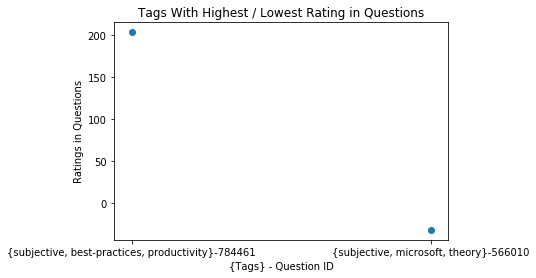 Tags With Highest / Lowest Rating in Questions
200
150
100
50
0
Ratings in Questions
{subjective, best-practices, productivity}-784461
{subjective, microsoft, theory}-566010
{Tags} - Question ID